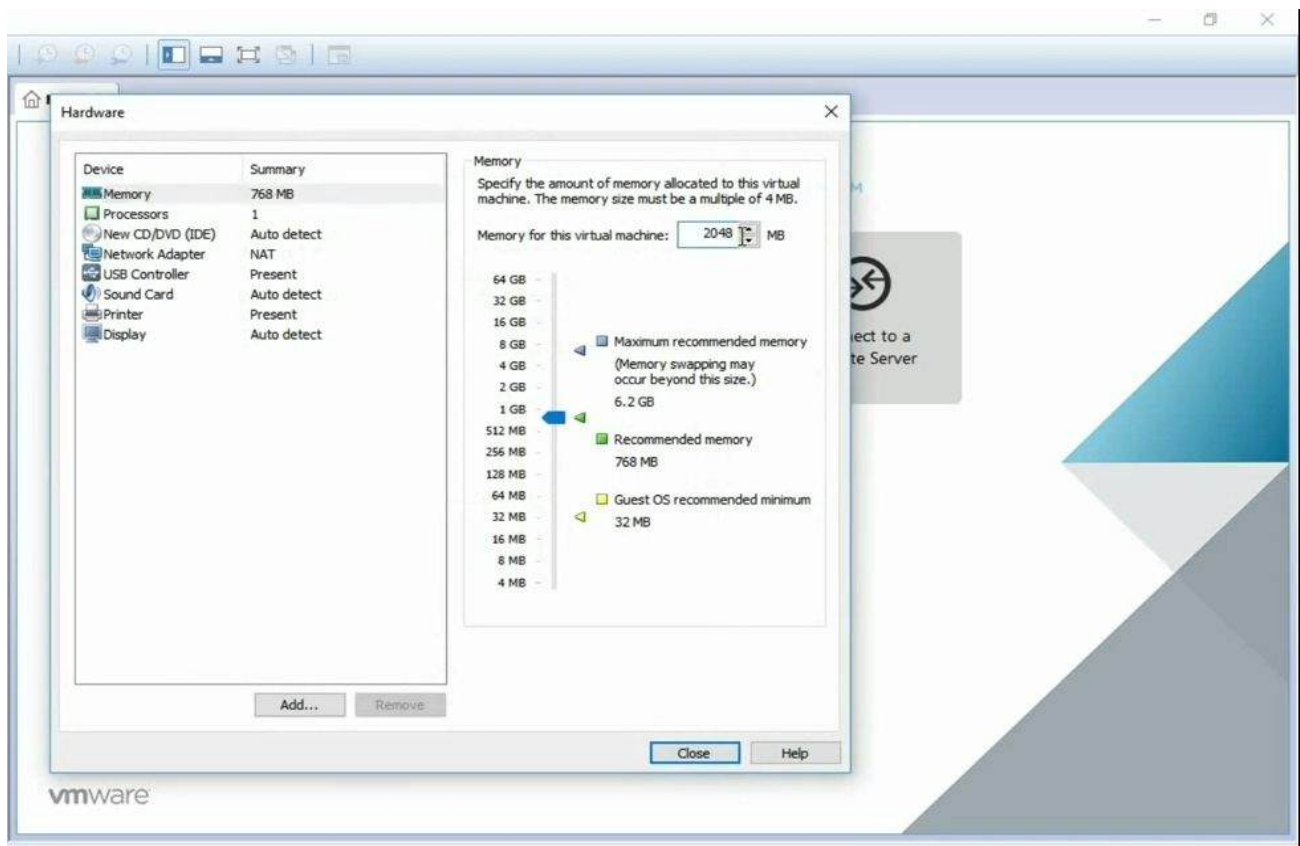 Hardware
Device Summary
Memory 768 MB
Processors 1
New CD/DVD (IDE) Auto detect
Network Adapter NAT
USB Controller Present
Sound Card Auto detect
Printer Present
Display Auto detect
Add...
Remove
Memory
Specify the amount of memory allocated to this virtual
machine. The memory size must be a multiple of 4 MB.
Memory for this virtual machine: 2048 MB
64 GB
32 GB
16 GB
8 GB
4 GB
2 GB
1 GB
512 MB
256 MB
128 MB
64 MB
32 MB
16 MB
8 MB
4 MB
Maximum recommended memory
(Memory swapping may
occur beyond this size.)
6.2 GB
Recommended memory
768 MB
Guest OS recommended minimum
32 MB
Close
Help
ect to a
te Server
vmware